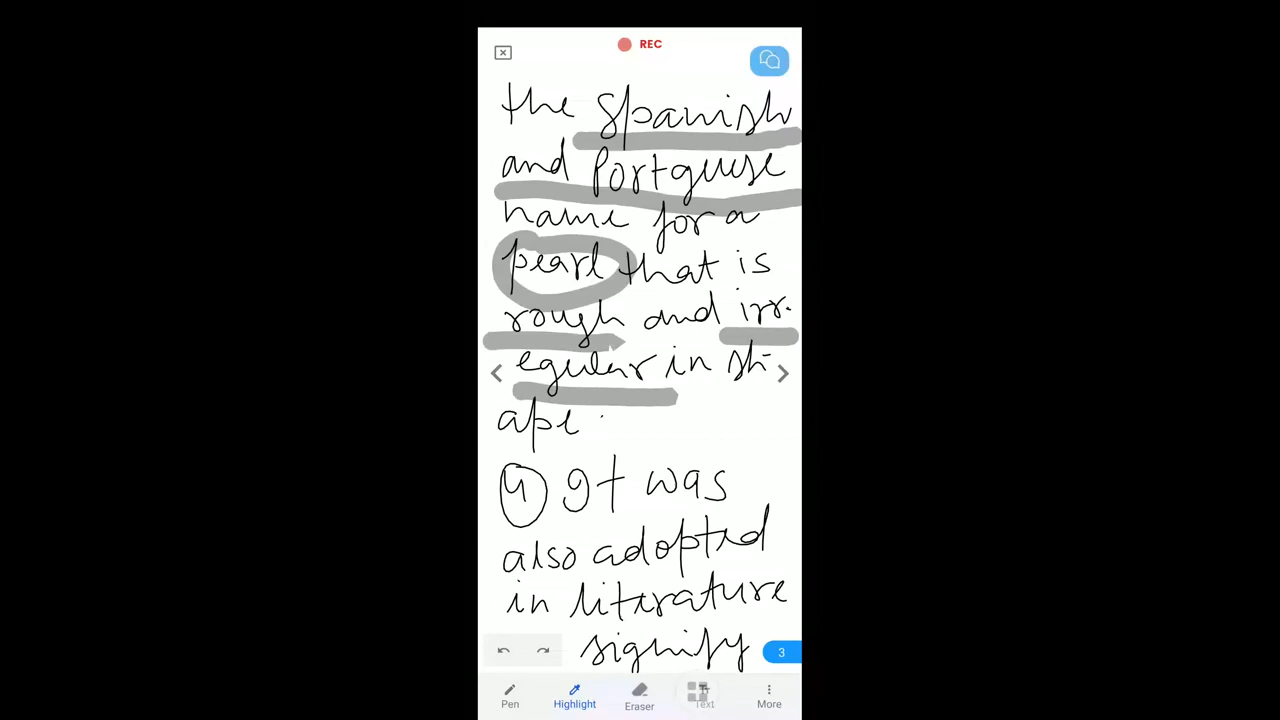 REC
the Spanish
and Portguese
name for a
pearl that is
rough and irr-
egular in sh-
ape.
4 It was
also adopted
in literature
signify
3
Pen Highlight Eraser Text More